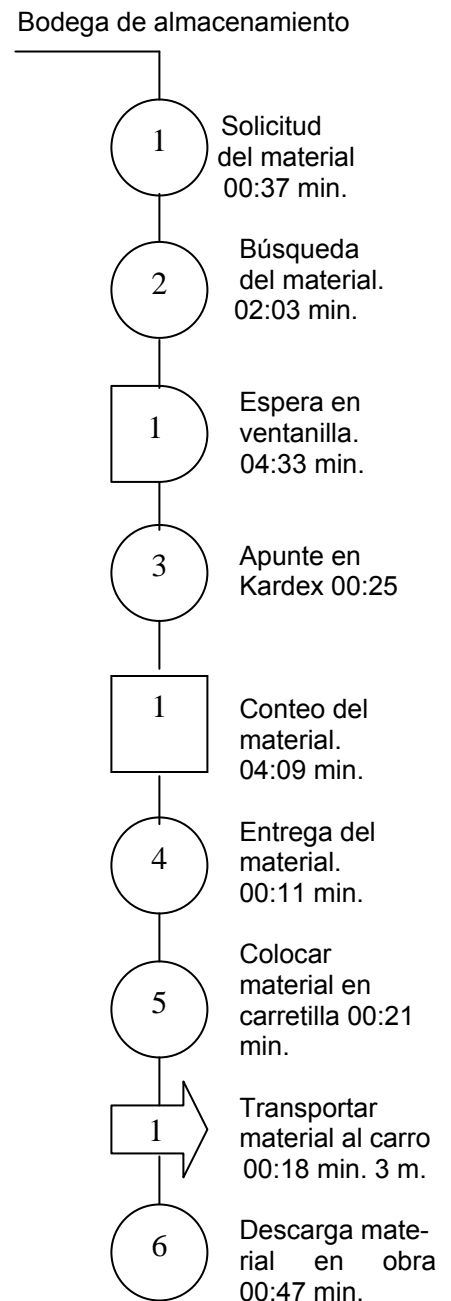 Bodega de almacenamiento
1
Solicitud
del material
00:37 min.
2
Búsqueda
del material.
02:03 min.
1
Espera en
ventanilla.
04:33 min.
3
Apunte en
Kardex 00:25
1
Conteo del
material.
04:09 min.
4
Entrega del
material.
00:11 min.
5
Colocar
material en
carretilla 00:21
min.
1
Transportar
material al carro
00:18 min. 3 m.
6
Descarga mate-
rial en obra
00:47 min.